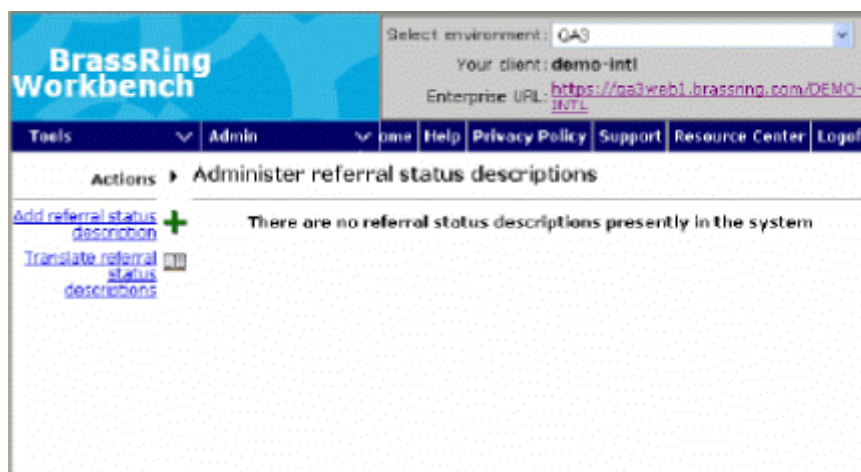 BrassRing
Workbench
Select environment: QA3
Your client: demo-intl
Enterprise URL: https://qa3web1.brassring.com/DEMO-
INTL
Tools
Admin
ome Help Privacy Policy Support Resource Center Logof
Actions
Administer referral status descriptions
Add referral status
description
There are no referral status descriptions presently in the system
Translate referral
status
descriptions